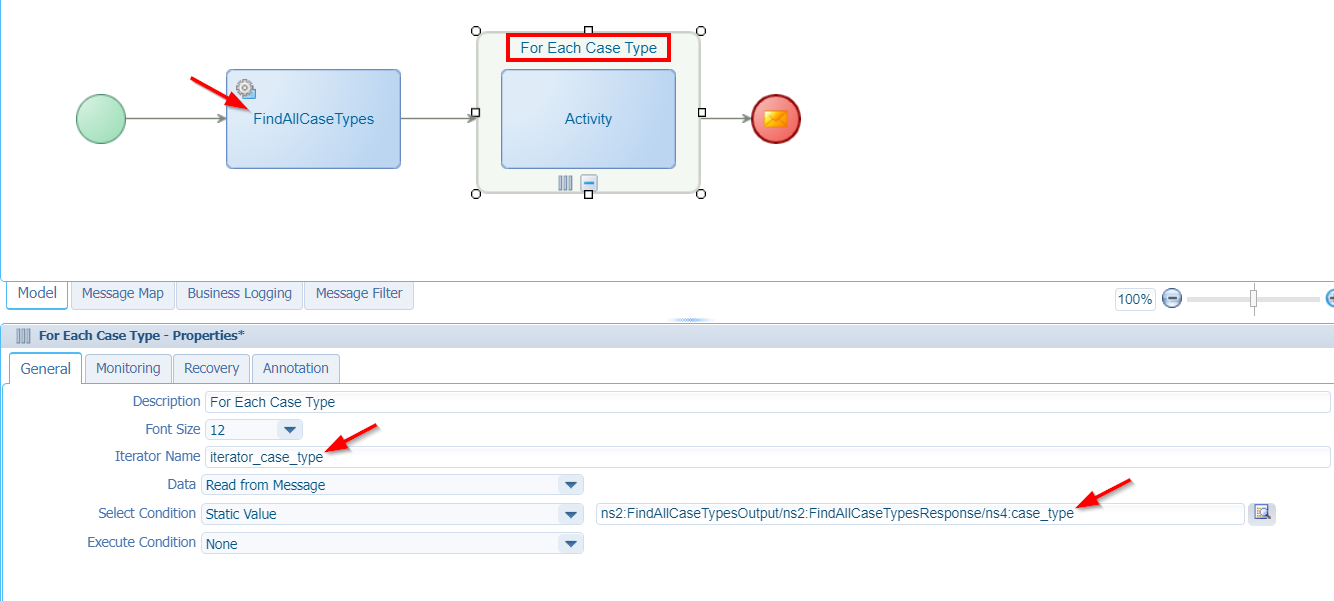 For Each Case Type
FindAllCaseTypes
Activity
Model Message Map Business Logging Message Filter
100%
For Each Case Type - Properties*
General Monitoring Recovery Annotation
Description For Each Case Type
Font Size 12
Iterator Name iterator_case_type
Data Read from Message
Select Condition Static Value ns2:FindAllCaseTypesOutput/ns2:FindAllCaseTypesResponse/ns4:case_type
Execute Condition None